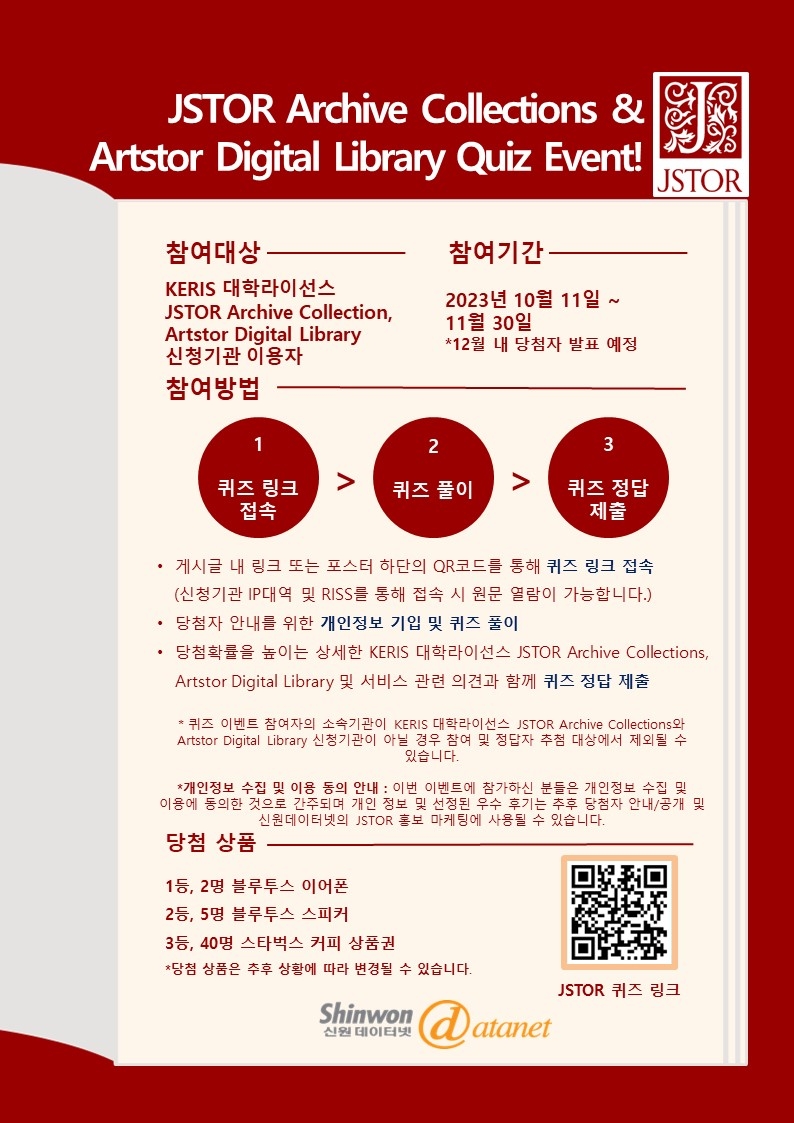 JSTOR Archive Collections &
Artstor Digital Library Quiz Event!
JSTOR
참여대상
KERIS 대학라이선스
JSTOR Archive Collection,
Artstor Digital Library
신청기관 이용자
참여기간
2023년 10월 11일 ~
11월 30일
*12월 내 당첨자 발표 예정
참여방법
1
퀴즈 링크
접속
>
2
퀴즈 풀이
>
3
퀴즈 정답
제출
• 게시글 내 링크 또는 포스터 하단의 QR코드를 통해 퀴즈 링크 접속
(신청기관 IP대역 및 RISS를 통해 접속 시 원문 열람이 가능합니다.)
• 당첨자 안내를 위한 개인정보 기입 및 퀴즈 풀이
• 당첨확률을 높이는 상세한 KERIS 대학라이선스 JSTOR Archive Collections,
Artstor Digital Library 및 서비스 관련 의견과 함께 퀴즈 정답 제출
* 퀴즈 이벤트 참여자의 소속기관이 KERIS 대학라이선스 JSTOR Archive Collections와
Artstor Digital Library 신청기관이 아닐 경우 참여 및 정답자 추첨 대상에서 제외될 수
있습니다.
*개인정보 수집 및 이용 동의 안내 : 이번 이벤트에 참가하신 분들은 개인정보 수집 및
이용에 동의한 것으로 간주되며 개인 정보 및 선정된 우수 후기는 추후 당첨자 안내/공개 및
신원데이터넷의 JSTOR 홍보 마케팅에 사용될 수 있습니다.
당첨 상품
1등, 2명 블루투스 이어폰
2등, 5명 블루투스 스피커
3등, 40명 스타벅스 커피 상품권
*당첨 상품은 추후 상황에 따라 변경될 수 있습니다.
JSTOR 퀴즈 링크
Shinwon datanet
신원데이터넷